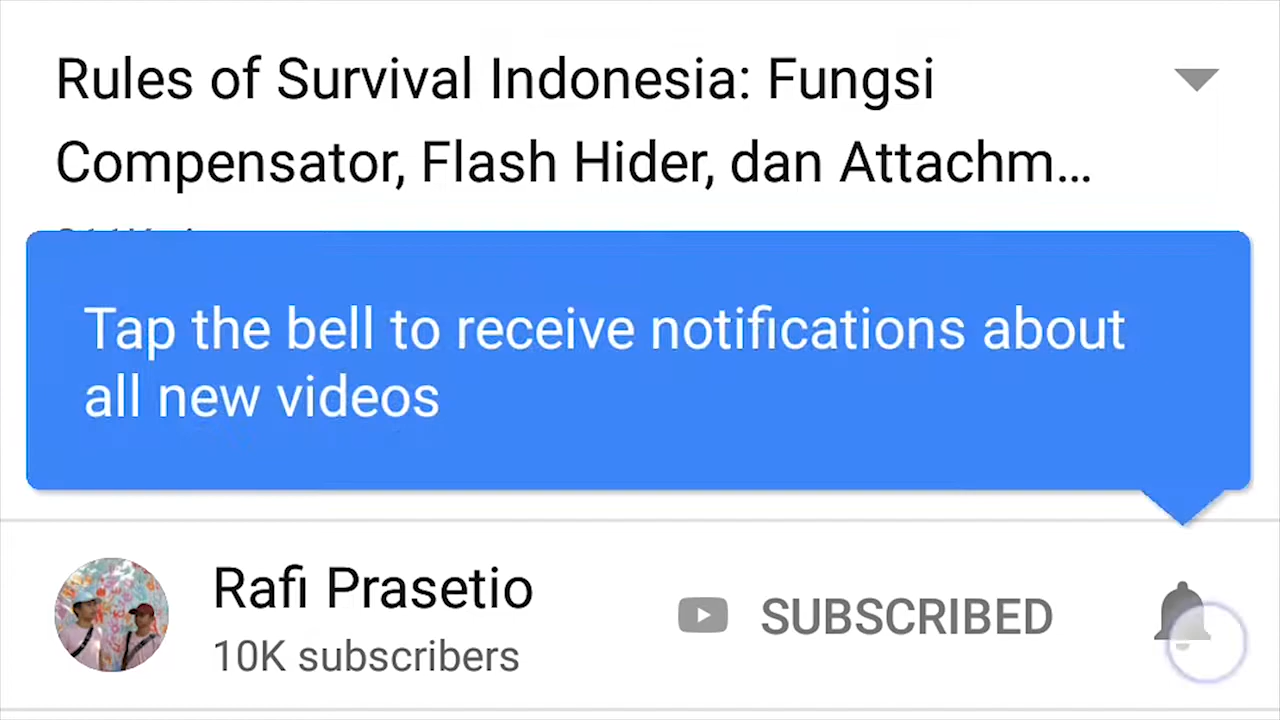 Rules of Survival Indonesia: Fungsi
Compensator, Flash Hider, dan Attachm...
Tap the bell to receive notifications about
all new videos
Rafi Prasetio
SUBSCRIBED
10K subscribers